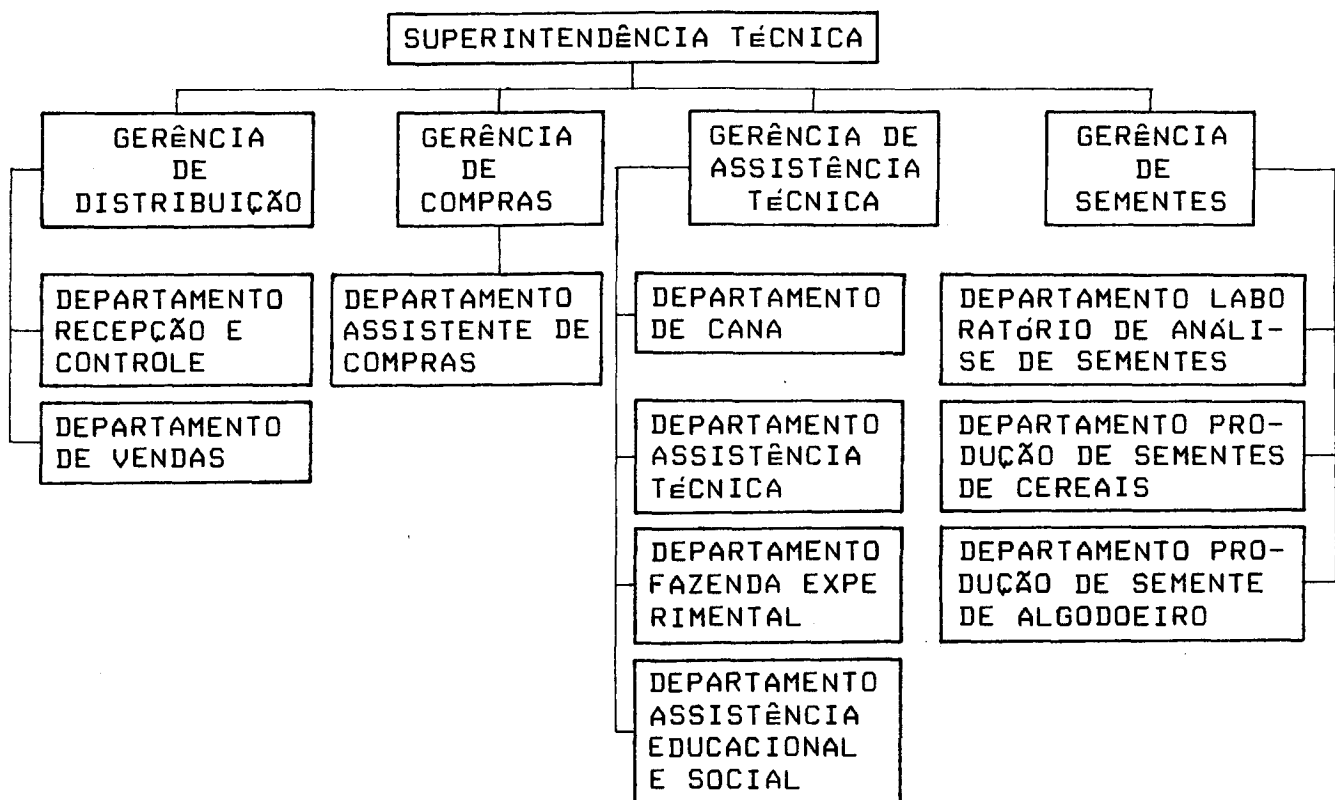 SUPERINTENDÊNCIA TÉCNICA
GERÊNCIA
DE
DISTRIBUIÇÃO
GERÊNCIA
DE
COMPRAS
GERÊNCIA DE
ASSISTÊNCIA
TÉCNICA
GERÊNCIA
DE
SEMENTES
DEPARTAMENTO
RECEPÇÃO E
CONTROLE
DEPARTAMENTO
DE VENDAS
DEPARTAMENTO
ASSISTENTE DE
COMPRAS
DEPARTAMENTO
DE CANA
DEPARTAMENTO
ASSISTÊNCIA
TÉCNICA
DEPARTAMENTO
FAZENDA EXPE
RIMENTAL
DEPARTAMENTO
ASSISTÊNCIA
EDUCACIONAL
E SOCIAL
DEPARTAMENTO LABO
RATÓRIO DE ANÁLI-
SE DE SEMENTES
DEPARTAMENTO PRO-
DUÇÃO DE SEMENTES
DE CEREAIS
DEPARTAMENTO PRO-
DUÇÃO DE SEMENTE
DE ALGODOEIRO